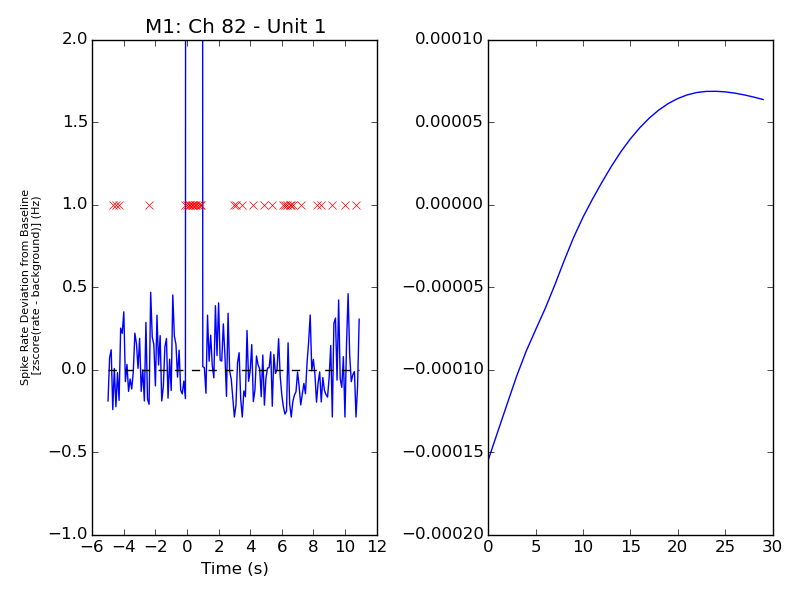 M1: Ch 82 - Unit 1
2.0
1.5
1.0
0.5
0.0
−0.5
−1.0
Spike Rate Deviation from Baseline
[zscore(rate - background)] (Hz)
−6 −4 −2 0 2 4 6 8 10 12
Time (s)
0.00010
0.00005
0.00000
−0.00005
−0.00010
−0.00015
−0.00020
0 5 10 15 20 25 30